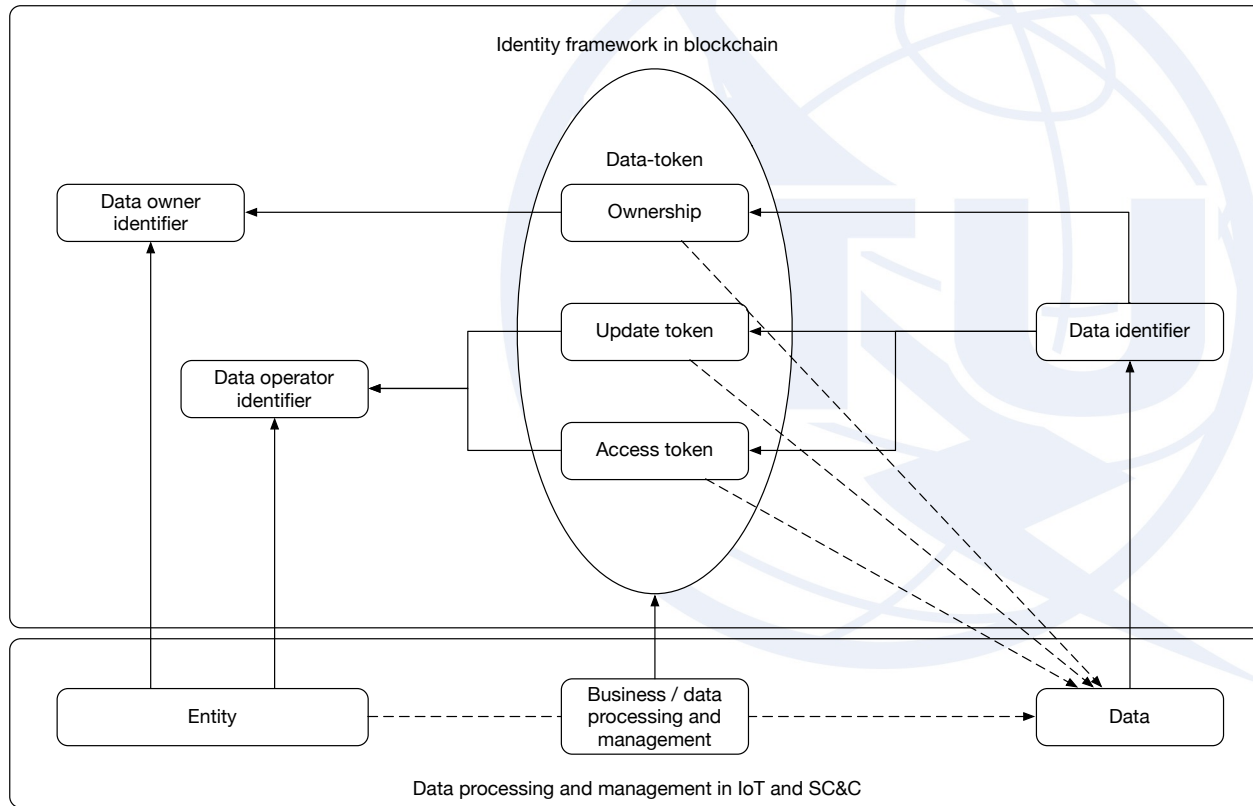 Identity framework in blockchain
Data-token
Data owner
identifier
Ownership
Update token
Data identifier
Data operator
identifier
Access token
Entity
Business / data
processing and
management
Data
Data processing and management in IoT and SC&C